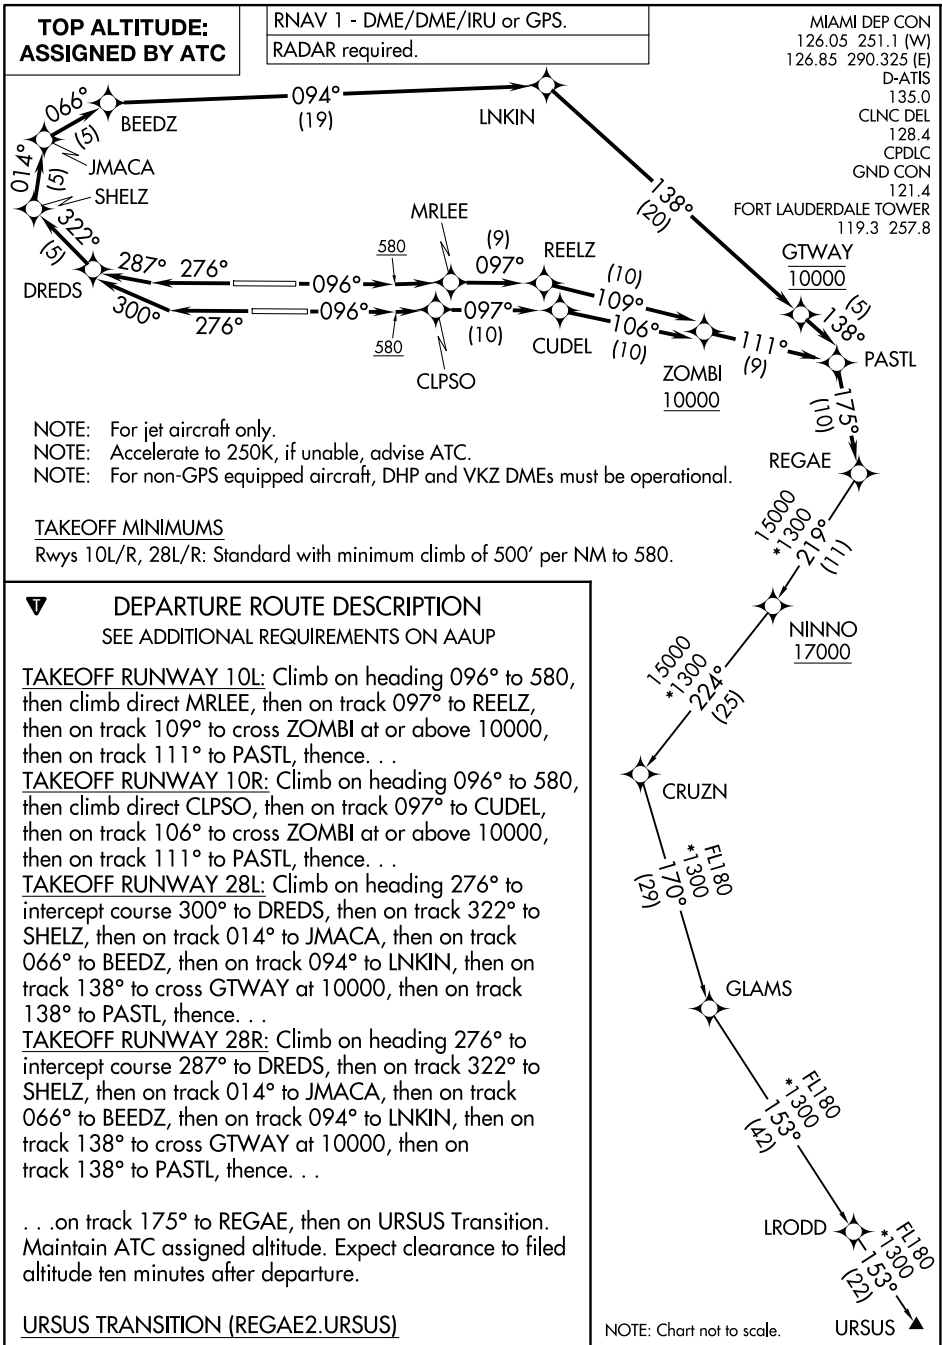 TOP ALTITUDE:
ASSIGNED BY ATC
RNAV 1 - DME/DME/IRU or GPS.
RADAR required.
MIAMI DEP CON
126.05 251.1 (W)
126.85 290.325 (E)
D-ATIS
135.0
CLNC DEL
128.4
CPDLC
GND CON
121.4
FORT LAUDERDALE TOWER
119.3 257.8
066°
(5)
BEEDZ
094°
(19)
LNKIN
014°
(5)
JMACA
SHELZ
138°
(20)
322°
(5)
DREDS
287°
276°
300°
276°
096°
580
MRLEE
(9)
097°
REELZ
(10)
109°
096°
580
CLPSO
097°
(10)
CUDEL
106°
(10)
ZOMBI
10000
111°
(9)
GTWAY
10000
(5)
138°
PASTL
175°
(10)
REGAE
15000
*1300
219°
(11)
NINNO
17000
15000
*1300
224°
(25)
CRUZN
FL180
*1300
170°
(29)
GLAMS
FL180
*1300
153°
(42)
LRODD
FL180
*1300
153°
(22)
URSUS
NOTE: For jet aircraft only.
NOTE: Accelerate to 250K, if unable, advise ATC.
NOTE: For non-GPS equipped aircraft, DHP and VKZ DMEs must be operational.
TAKEOFF MINIMUMS
Rwys 10L/R, 28L/R: Standard with minimum climb of 500' per NM to 580.
T
DEPARTURE ROUTE DESCRIPTION
SEE ADDITIONAL REQUIREMENTS ON AAUP
TAKEOFF RUNWAY 10L: Climb on heading 096° to 580,
then climb direct MRLEE, then on track 097° to REELZ,
then on track 109° to cross ZOMBI at or above 10000,
then on track 111° to PASTL, thence. . .
TAKEOFF RUNWAY 10R: Climb on heading 096° to 580,
then climb direct CLPSO, then on track 097° to CUDEL,
then on track 106° to cross ZOMBI at or above 10000,
then on track 111° to PASTL, thence. . .
TAKEOFF RUNWAY 28L: Climb on heading 276° to
intercept course 300° to DREDS, then on track 322° to
SHELZ, then on track 014° to JMACA, then on track
066° to BEEDZ, then on track 094° to LNKIN, then on
track 138° to cross GTWAY at 10000, then on track
138° to PASTL, thence. . .
TAKEOFF RUNWAY 28R: Climb on heading 276° to
intercept course 287° to DREDS, then on track 322° to
SHELZ, then on track 014° to JMACA, then on track
066° to BEEDZ, then on track 094° to LNKIN, then on
track 138° to cross GTWAY at 10000, then on
track 138° to PASTL, thence. . .
. . .on track 175° to REGAE, then on URSUS Transition.
Maintain ATC assigned altitude. Expect clearance to filed
altitude ten minutes after departure.
URSUS TRANSITION (REGAE2.URSUS)
NOTE: Chart not to scale.